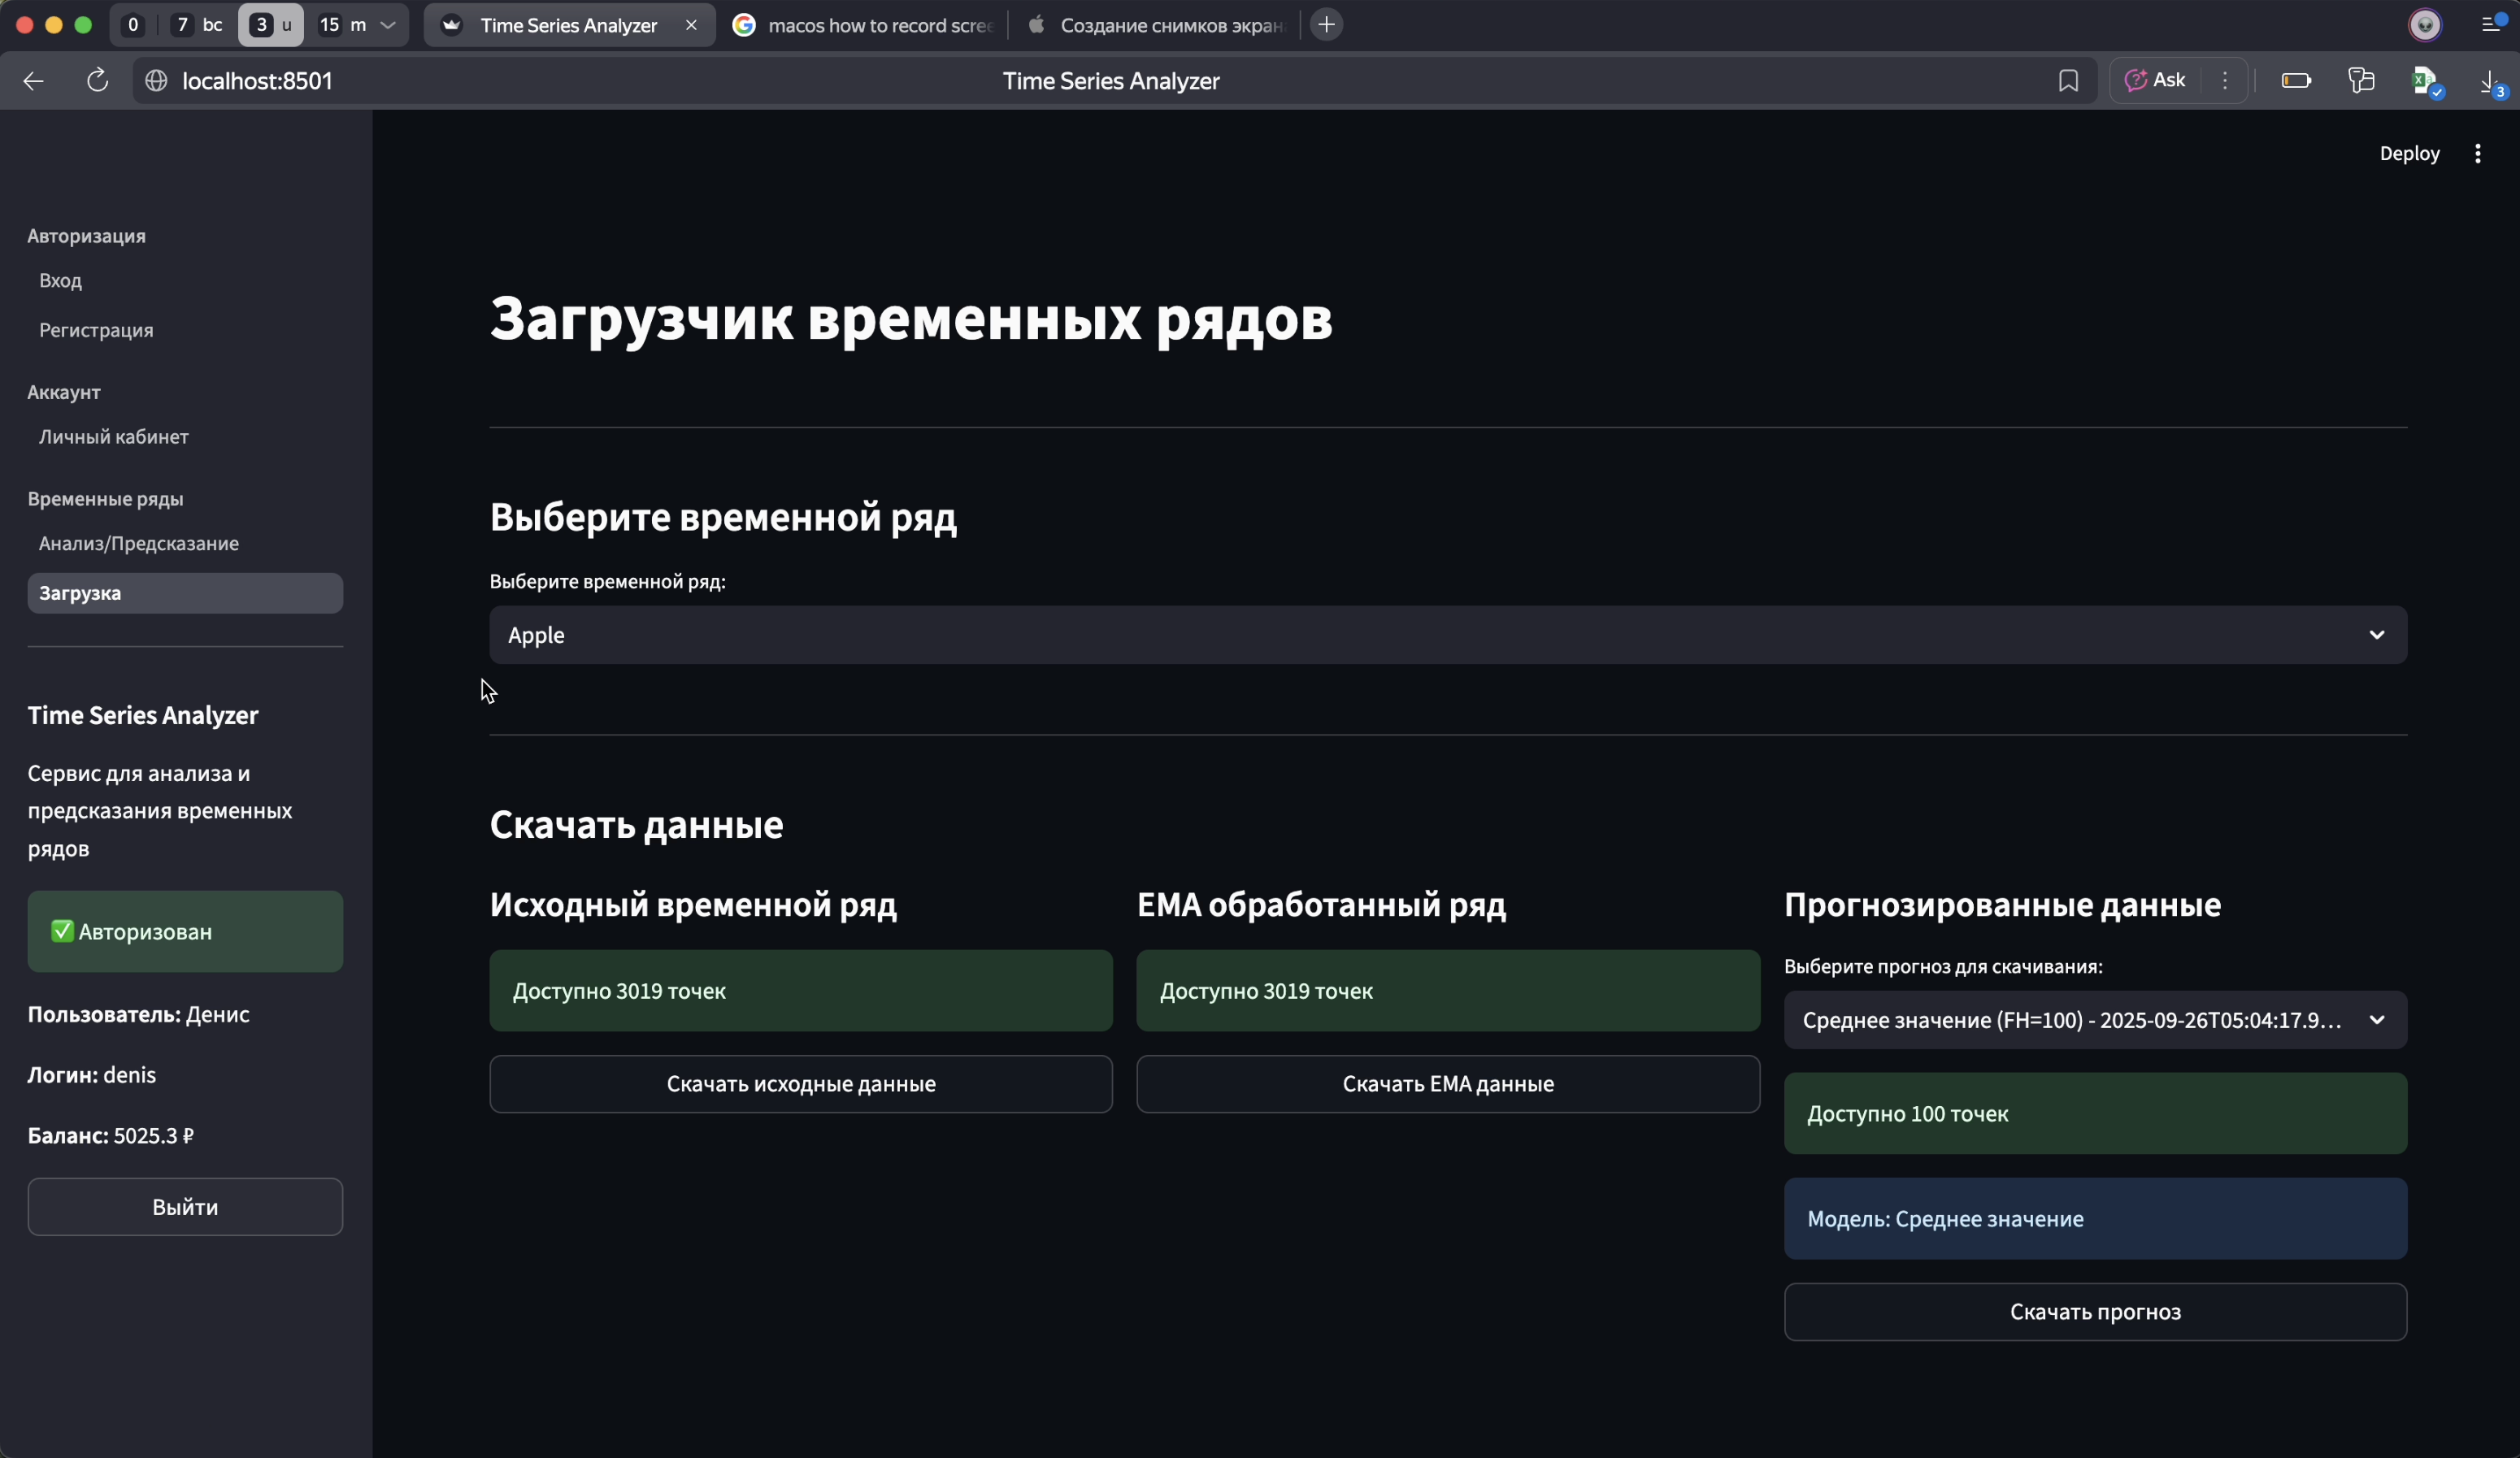 0
7 bc
3 u
15 m
Time Series Analyzer
macos how to record scree
Создание снимков экран
localhost:8501
Time Series Analyzer
Ask
3
Deploy
Авторизация
Вход
Регистрация
Аккаунт
Личный кабинет
Временные ряды
Анализ/Предсказание
Загрузка
Time Series Analyzer
Сервис для анализа и
предсказания временных
рядов
✅ Авторизован
Пользователь: Денис
Логин: denis
Баланс: 5025.3 ₽
Выйти
Загрузчик временных рядов
Выберите временной ряд
Выберите временной ряд:
Apple
Скачать данные
Исходный временной ряд
Доступно 3019 точек
Скачать исходные данные
EMA обработанный ряд
Доступно 3019 точек
Скачать EMA данные
Прогнозированные данные
Выберите прогноз для скачивания:
Среднее значение (FH=100) - 2025-09-26T05:04:17.9...
Доступно 100 точек
Модель: Среднее значение
Скачать прогноз